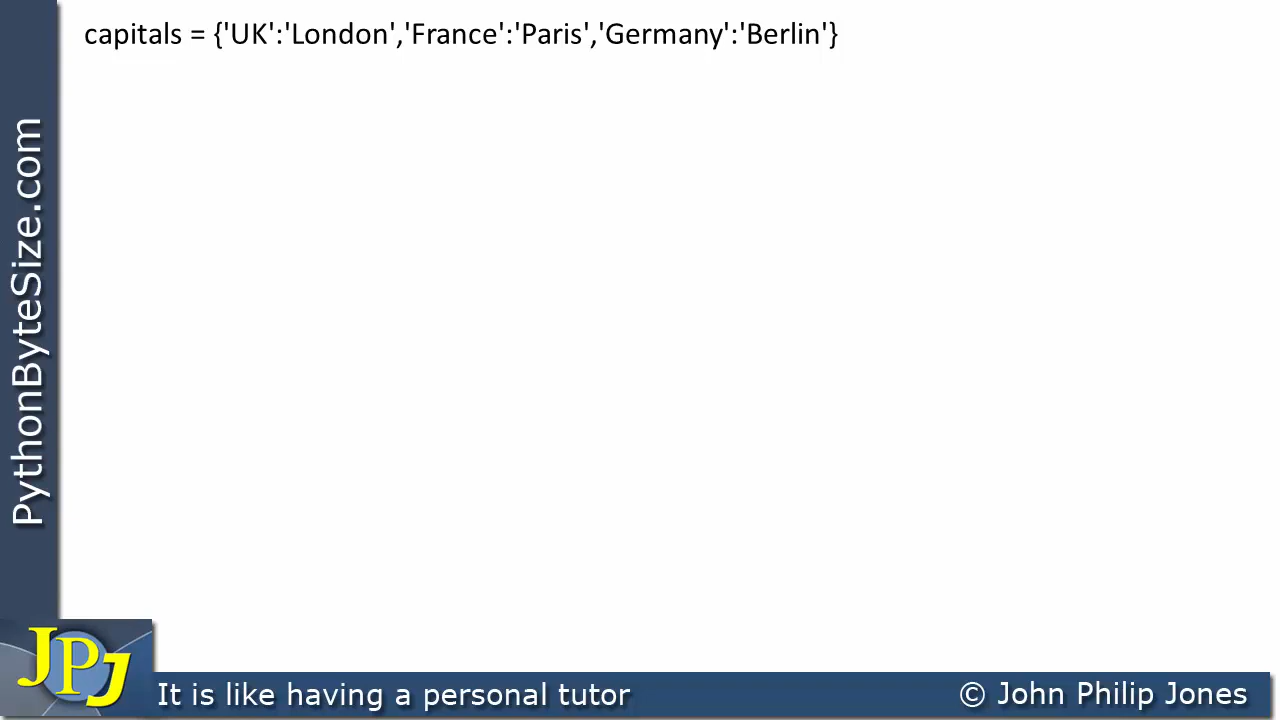 capitals = {'UK':'London','France':'Paris','Germany':'Berlin'}
PythonByteSize.com
JPJ
It is like having a personal tutor
© John Philip Jones